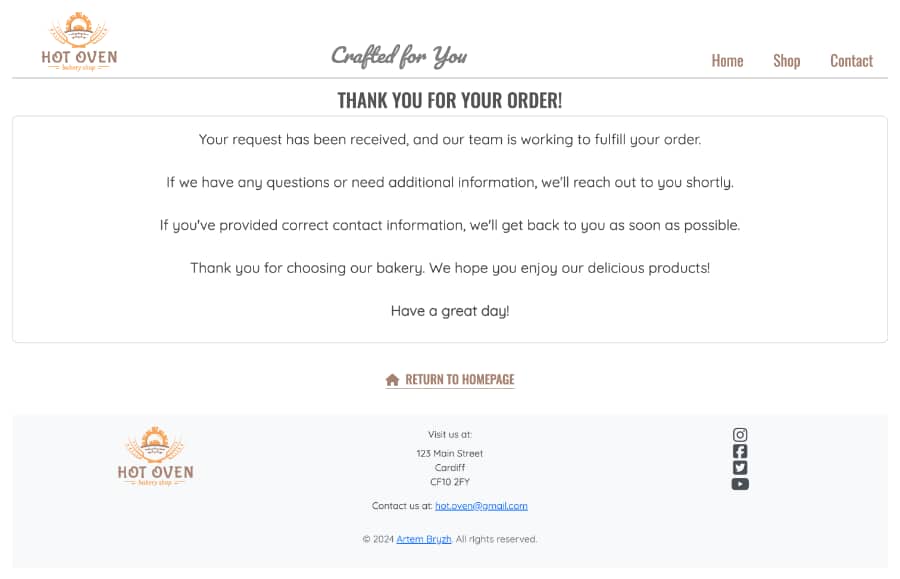 HOT OVEN
bakery shop
Crafted for You
Home
Shop
Contact
THANK YOU FOR YOUR ORDER!
Your request has been received, and our team is working to fulfill your order.
If we have any questions or need additional information, we'll reach out to you shortly.
If you've provided correct contact information, we'll get back to you as soon as possible.
Thank you for choosing our bakery. We hope you enjoy our delicious products!
Have a great day!
RETURN TO HOMEPAGE
HOT OVEN
bakery shop
Visit us at:
123 Main Street
Cardiff
CF10 2FY
Contact us at: hot.oven@gmail.com
© 2024 Artem Bryzh. All rights reserved.